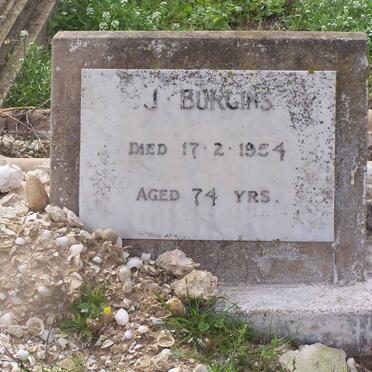 J BURGINS
DIED 17·2·1954
AGED 74 YRS.